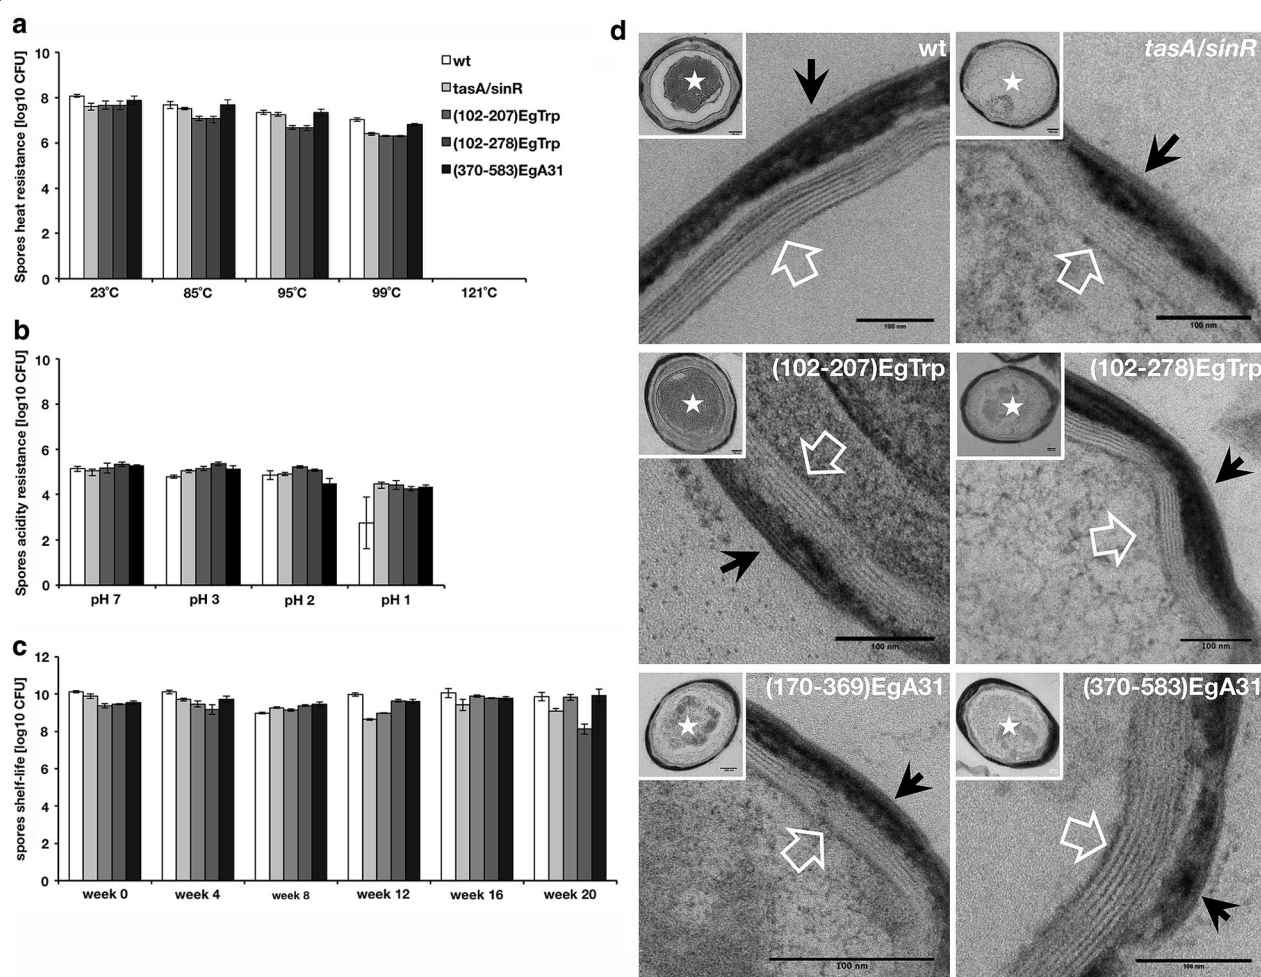 a
Spores heat resistance [log10 CFU]
10
8
6
4
2
0
23°C 85°C 95°C 99°C 121°C
wt
tasA/sinR
(102-207)EgTrp
(102-278)EgTrp
(370-583)EgA31
b
Spores acidity resistance [log10 CFU]
10
8
6
4
2
0
pH 7 pH 3 pH 2 pH 1
c
spores shelf-life [log10 CFU]
12
10
8
6
4
2
0
week 0 week 4 week 8 week 12 week 16 week 20
d
wt
100 nm
tasA/sinR
100 nm
(102-207)EgTrp
100 nm
(102-278)EgTrp
100 nm
(170-369)EgA31
100 nm
(370-583)EgA31
100 nm